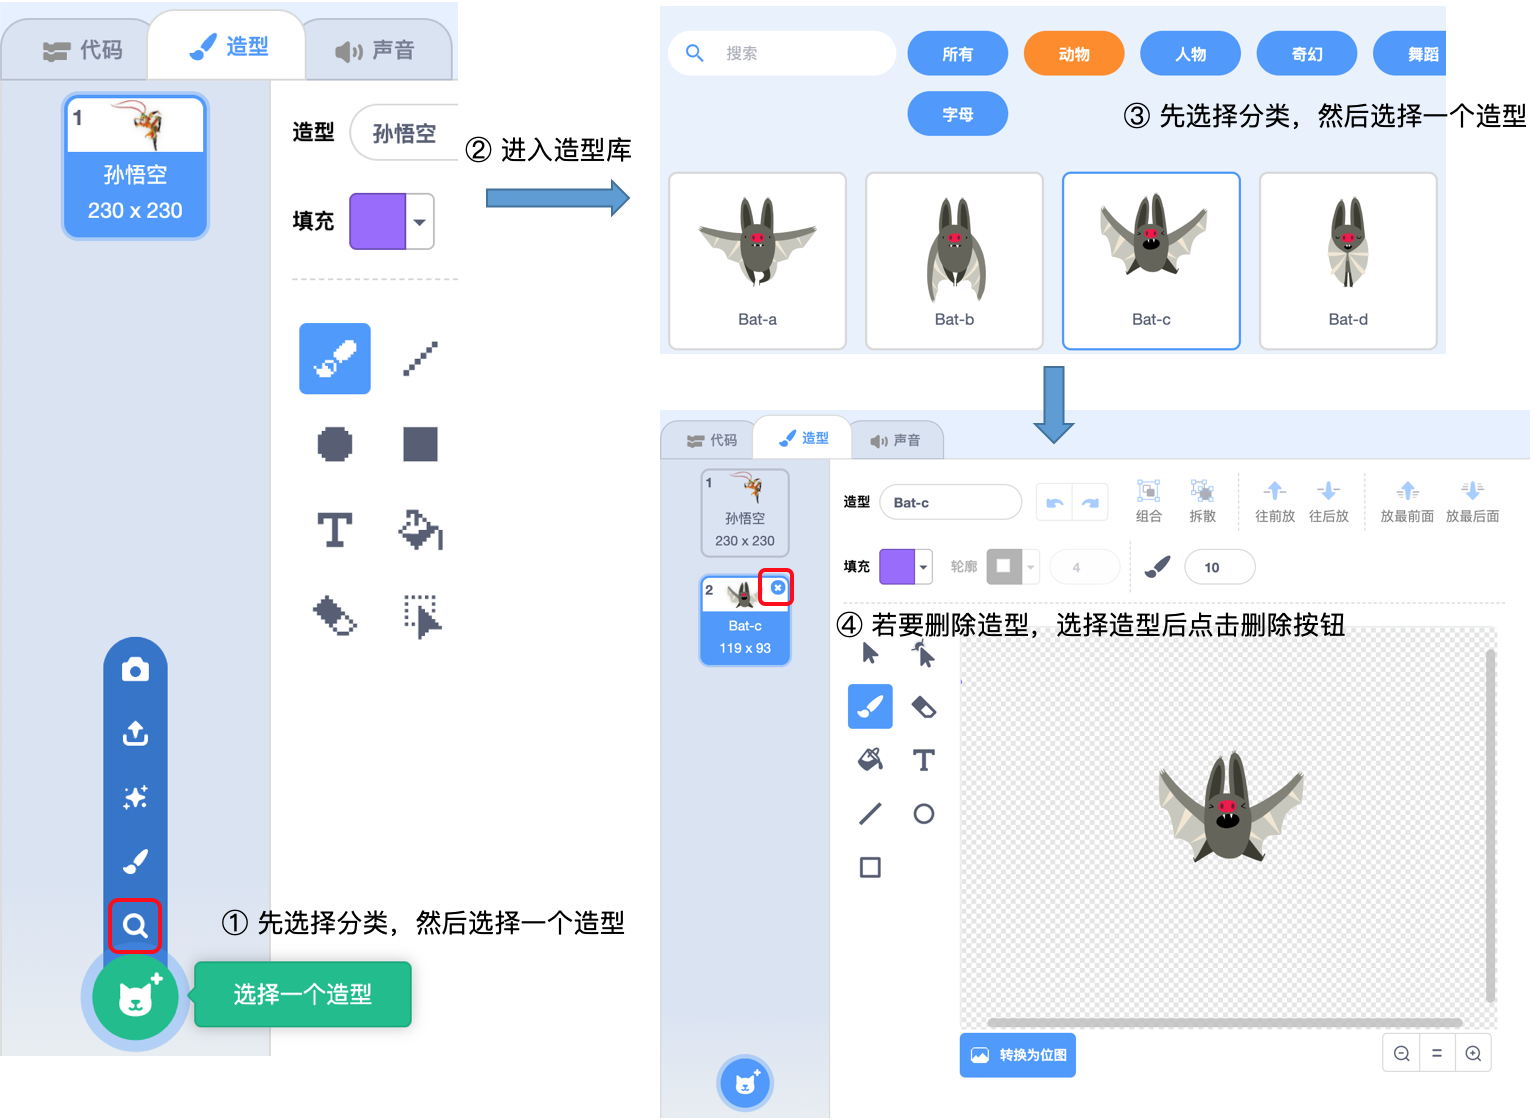 代码
造型
声音
1
孙悟空
230 x 230
造型
孙悟空
填充
② 进入造型库
① 先选择分类，然后选择一个造型
选择一个造型
搜索
所有
动物
人物
奇幻
舞蹈
字母
③ 先选择分类，然后选择一个造型
Bat-a
Bat-b
Bat-c
Bat-d
代码
造型
声音
1
孙悟空
230 x 230
2
Bat-c
119 x 93
造型
Bat-c
组合
拆散
往前放
往后放
放最前面
放最后面
填充
轮廓
4
10
④ 若要删除造型，选择造型后点击删除按钮
转换为位图